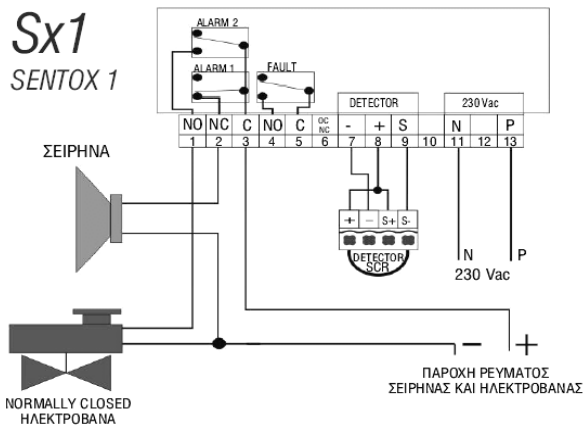 Sx1
SENTOX 1
ALARM 2
ALARM 1
FAULT
DETECTOR
230 Vac
NO NC C NO C OC NC - + S N P
1 2 3 4 5 6 7 8 9 10 11 12 13
ΣΕΙΡΗΝΑ
+ - S+ S-
DETECTOR
SCR
N P
230 Vac
- +
ΠΑΡΟΧΗ ΡΕΥΜΑΤΟΣ
ΣΕΙΡΗΝΑΣ ΚΑΙ ΗΛΕΚΤΡΟΒΑΝΑΣ
NORMALLY CLOSED
ΗΛΕΚΤΡΟΒΑΝΑ